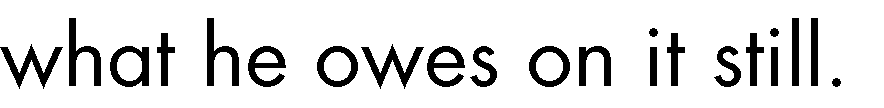 what he owes on it still.